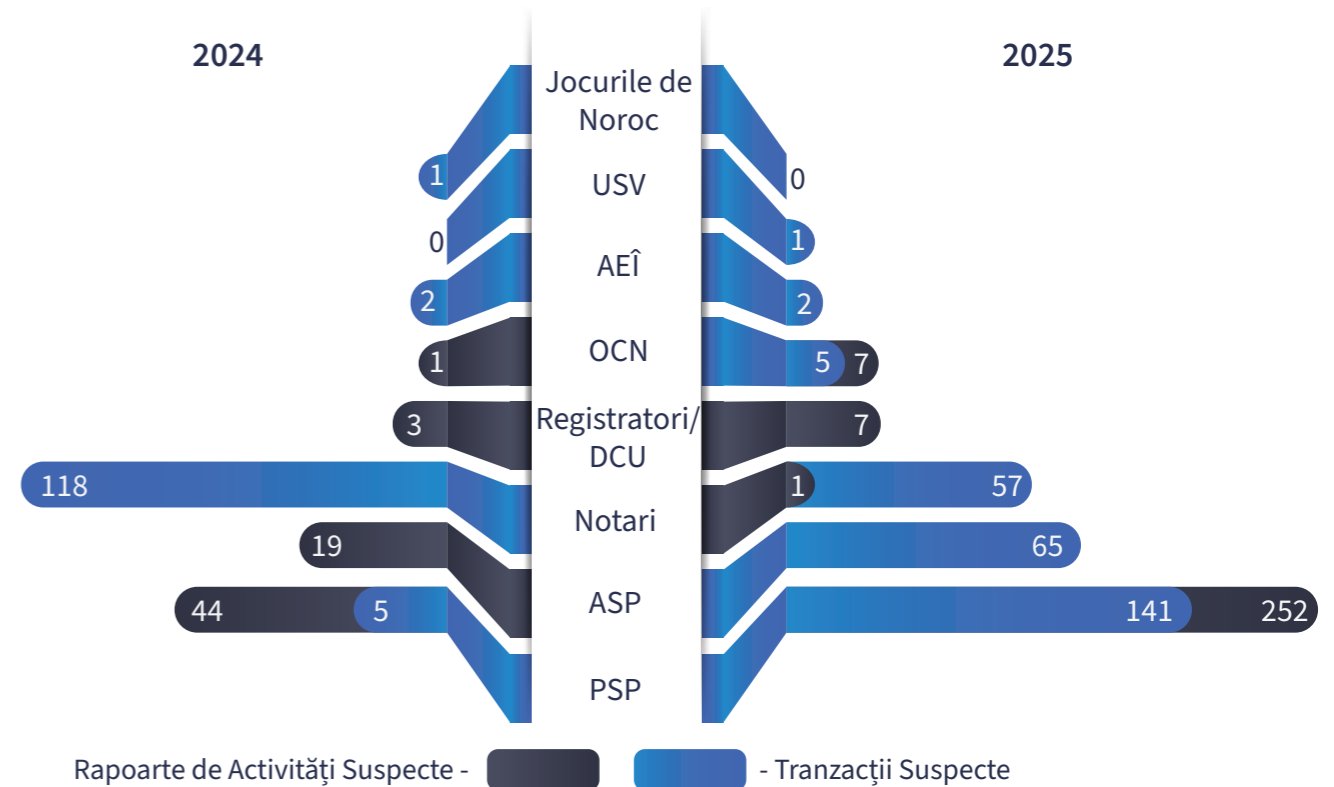 2024
2025
Jocurile de
Noroc
1
0
USV
0
1
AEÎ
2
2
OCN
1
5
7
Registratori/
DCU
3
7
118
1
57
Notari
19
65
ASP
44
5
141
252
PSP
Rapoarte de Activități Suspecte -
- Tranzacții Suspecte